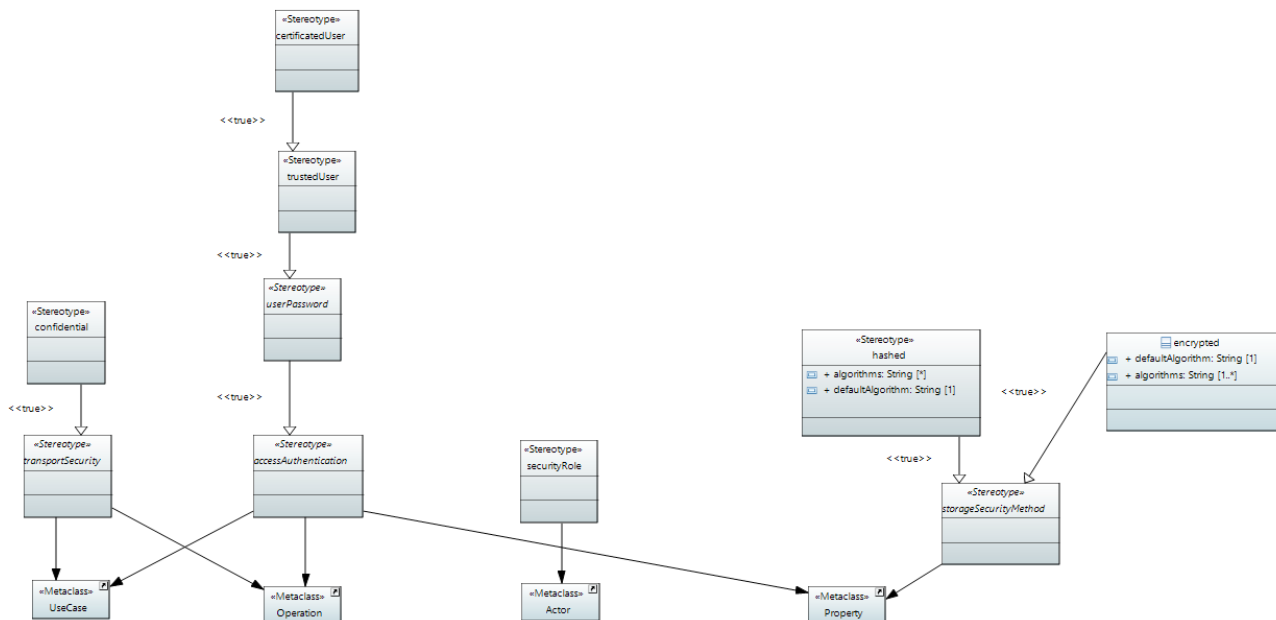 «Stereotype»
certificatedUser
<<true>>
«Stereotype»
trustedUser
<<true>>
«Stereotype»
userPassword
«Stereotype»
confidential
«Stereotype»
hashed
+ algorithms: String [*]
+ defaultAlgorithm: String [1]
encrypted
+ defaultAlgorithm: String [1]
+ algorithms: String [1..*]
<<true>>
<<true>>
<<true>>
«Stereotype»
transportSecurity
«Stereotype»
accessAuthentication
«Stereotype»
securityRole
<<true>>
«Stereotype»
storageSecurityMethod
«Metaclass»
UseCase
«Metaclass»
Operation
«Metaclass»
Actor
«Metaclass»
Property